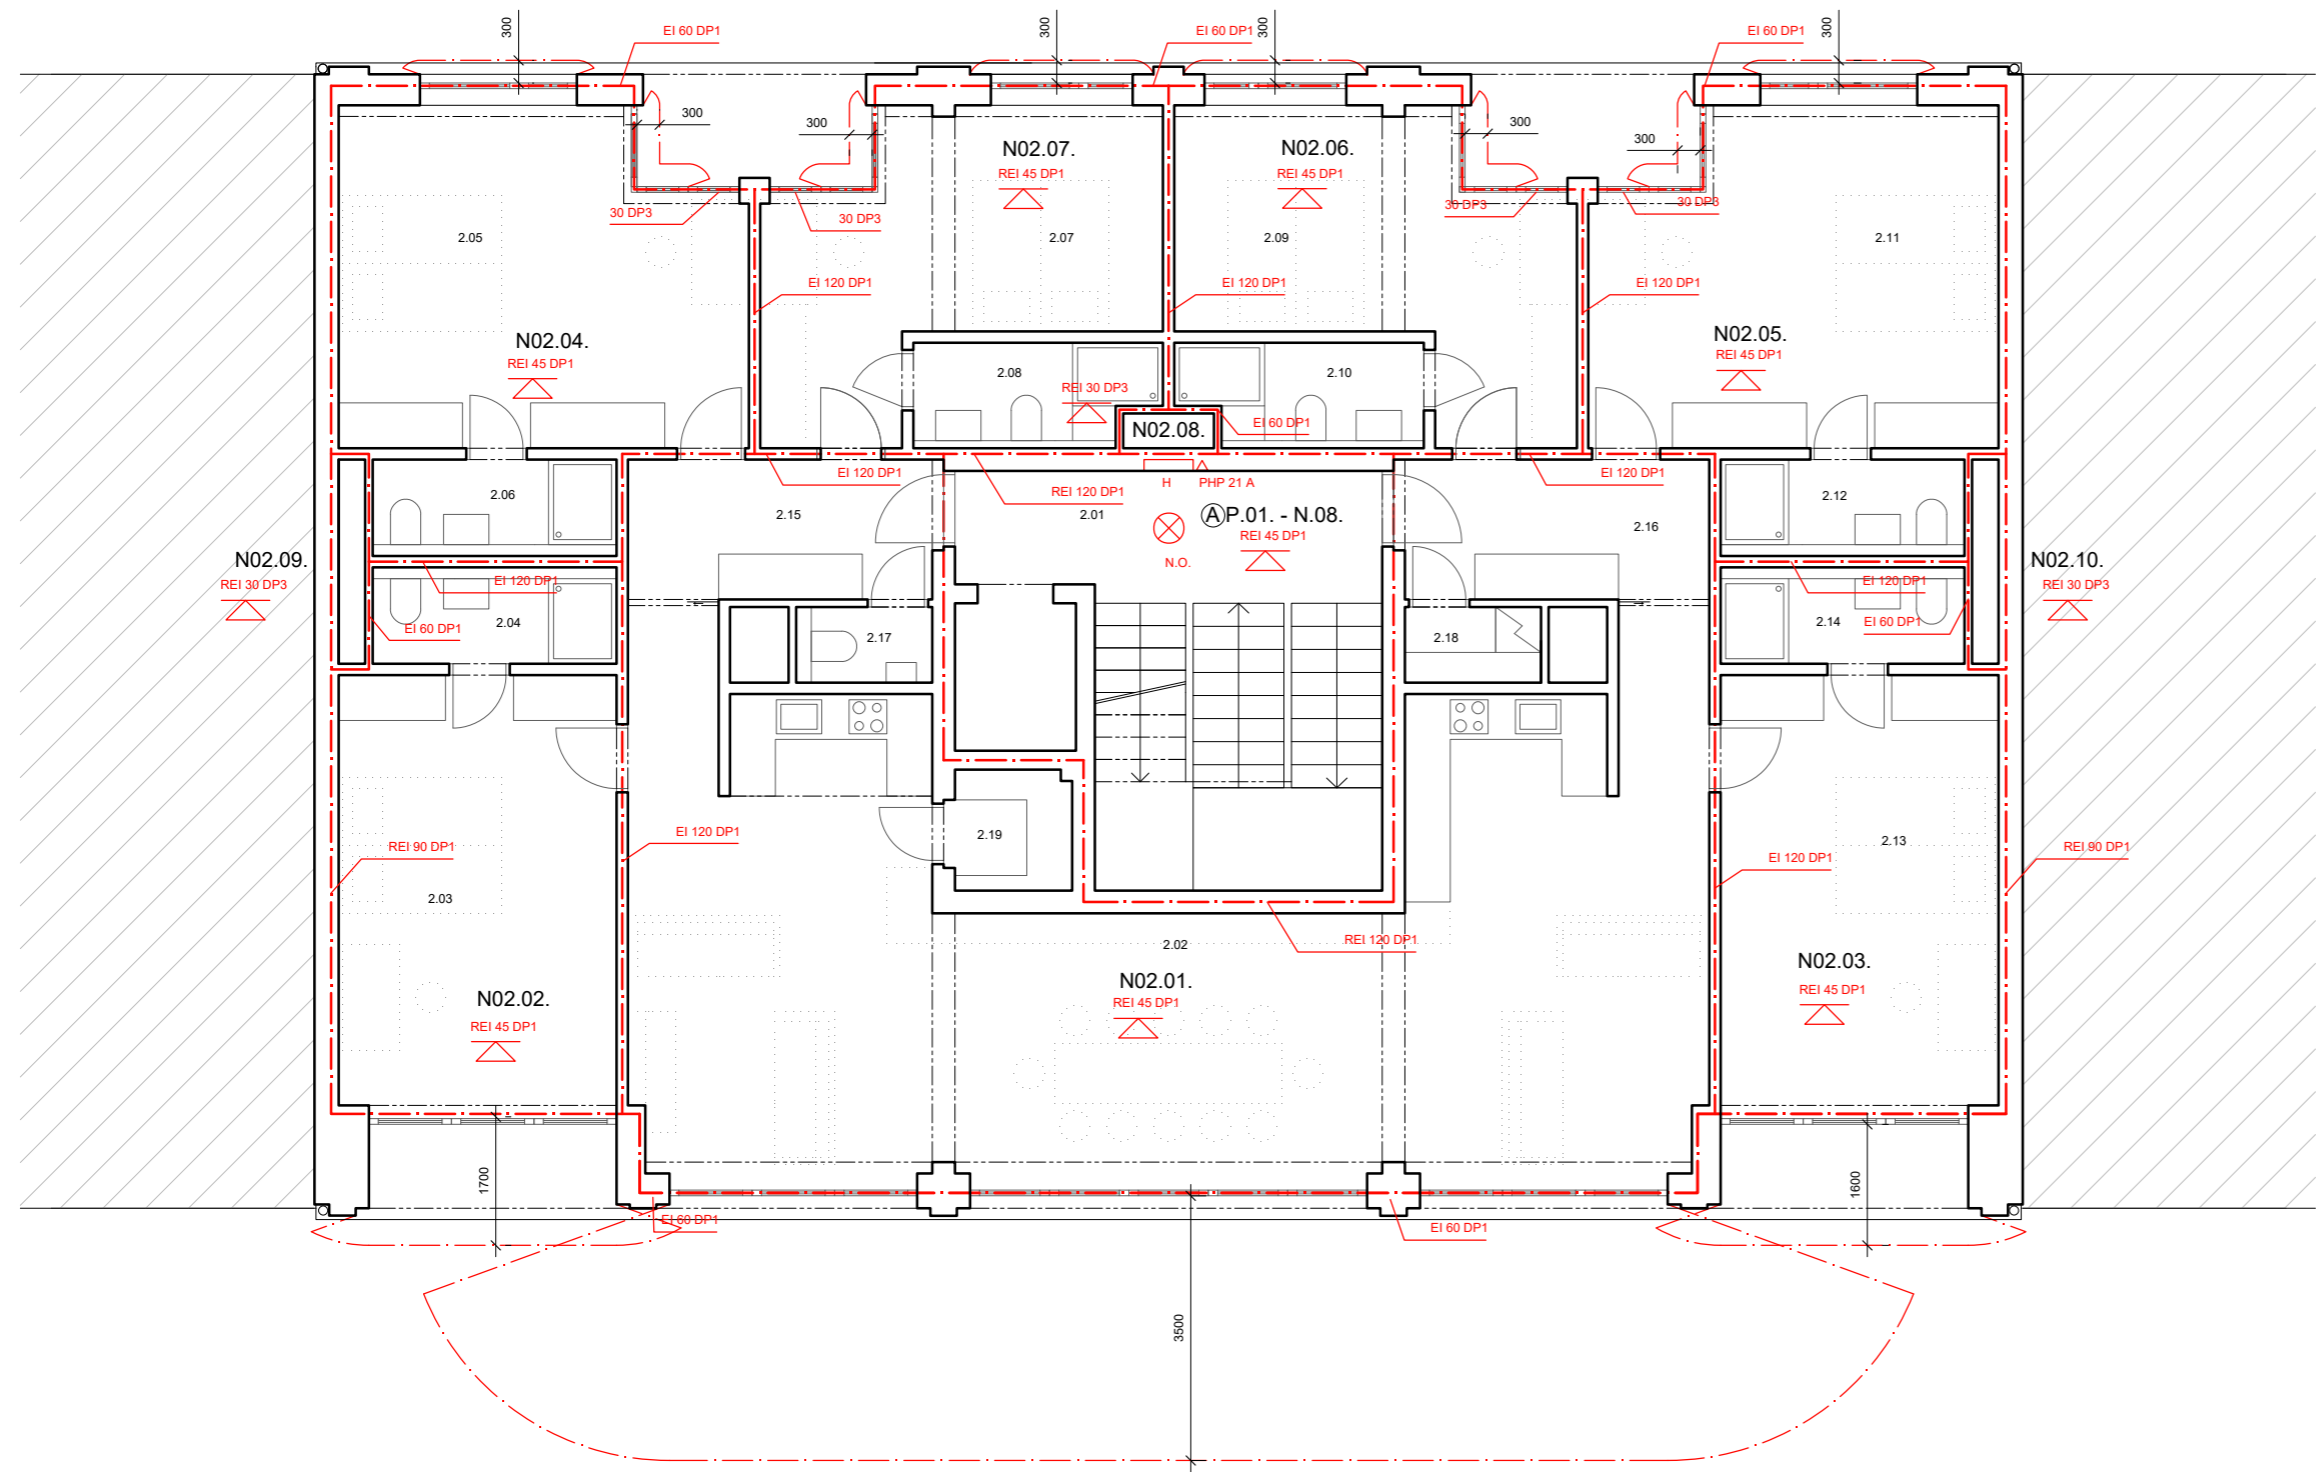 300
EI 60 DP1
300
EI 60 DP1
300
EI 60 DP1
300
300
300
300
300
N02.07.
REI 45 DP1
N02.06.
REI 45 DP1
30 DP3
30 DP3
30 DP3
30 DP3
2.05
2.07
2.09
2.11
EI 120 DP1
EI 120 DP1
EI 120 DP1
N02.04.
REI 45 DP1
N02.05.
REI 45 DP1
2.08
REI 30 DP3
2.10
N02.08.
EI 60 DP1
EI 120 DP1
REI 120 DP1
H
PHP 21 A
EI 120 DP1
2.06
2.15
2.01
A P.01. - N.08.
REI 45 DP1
2.16
2.12
N02.09.
REI 30 DP3
N.O.
N02.10.
REI 30 DP3
EI 120 DP1
EI 120 DP1
EI 60 DP1
2.04
2.17
2.18
2.14
EI 60 DP1
EI 120 DP1
2.19
REI 90 DP1
2.03
EI 120 DP1
2.13
REI 90 DP1
2.02
REI 120 DP1
N02.02.
REI 45 DP1
N02.01.
REI 45 DP1
N02.03.
REI 45 DP1
1700
1600
EI 60 DP1
EI 60 DP1
3500